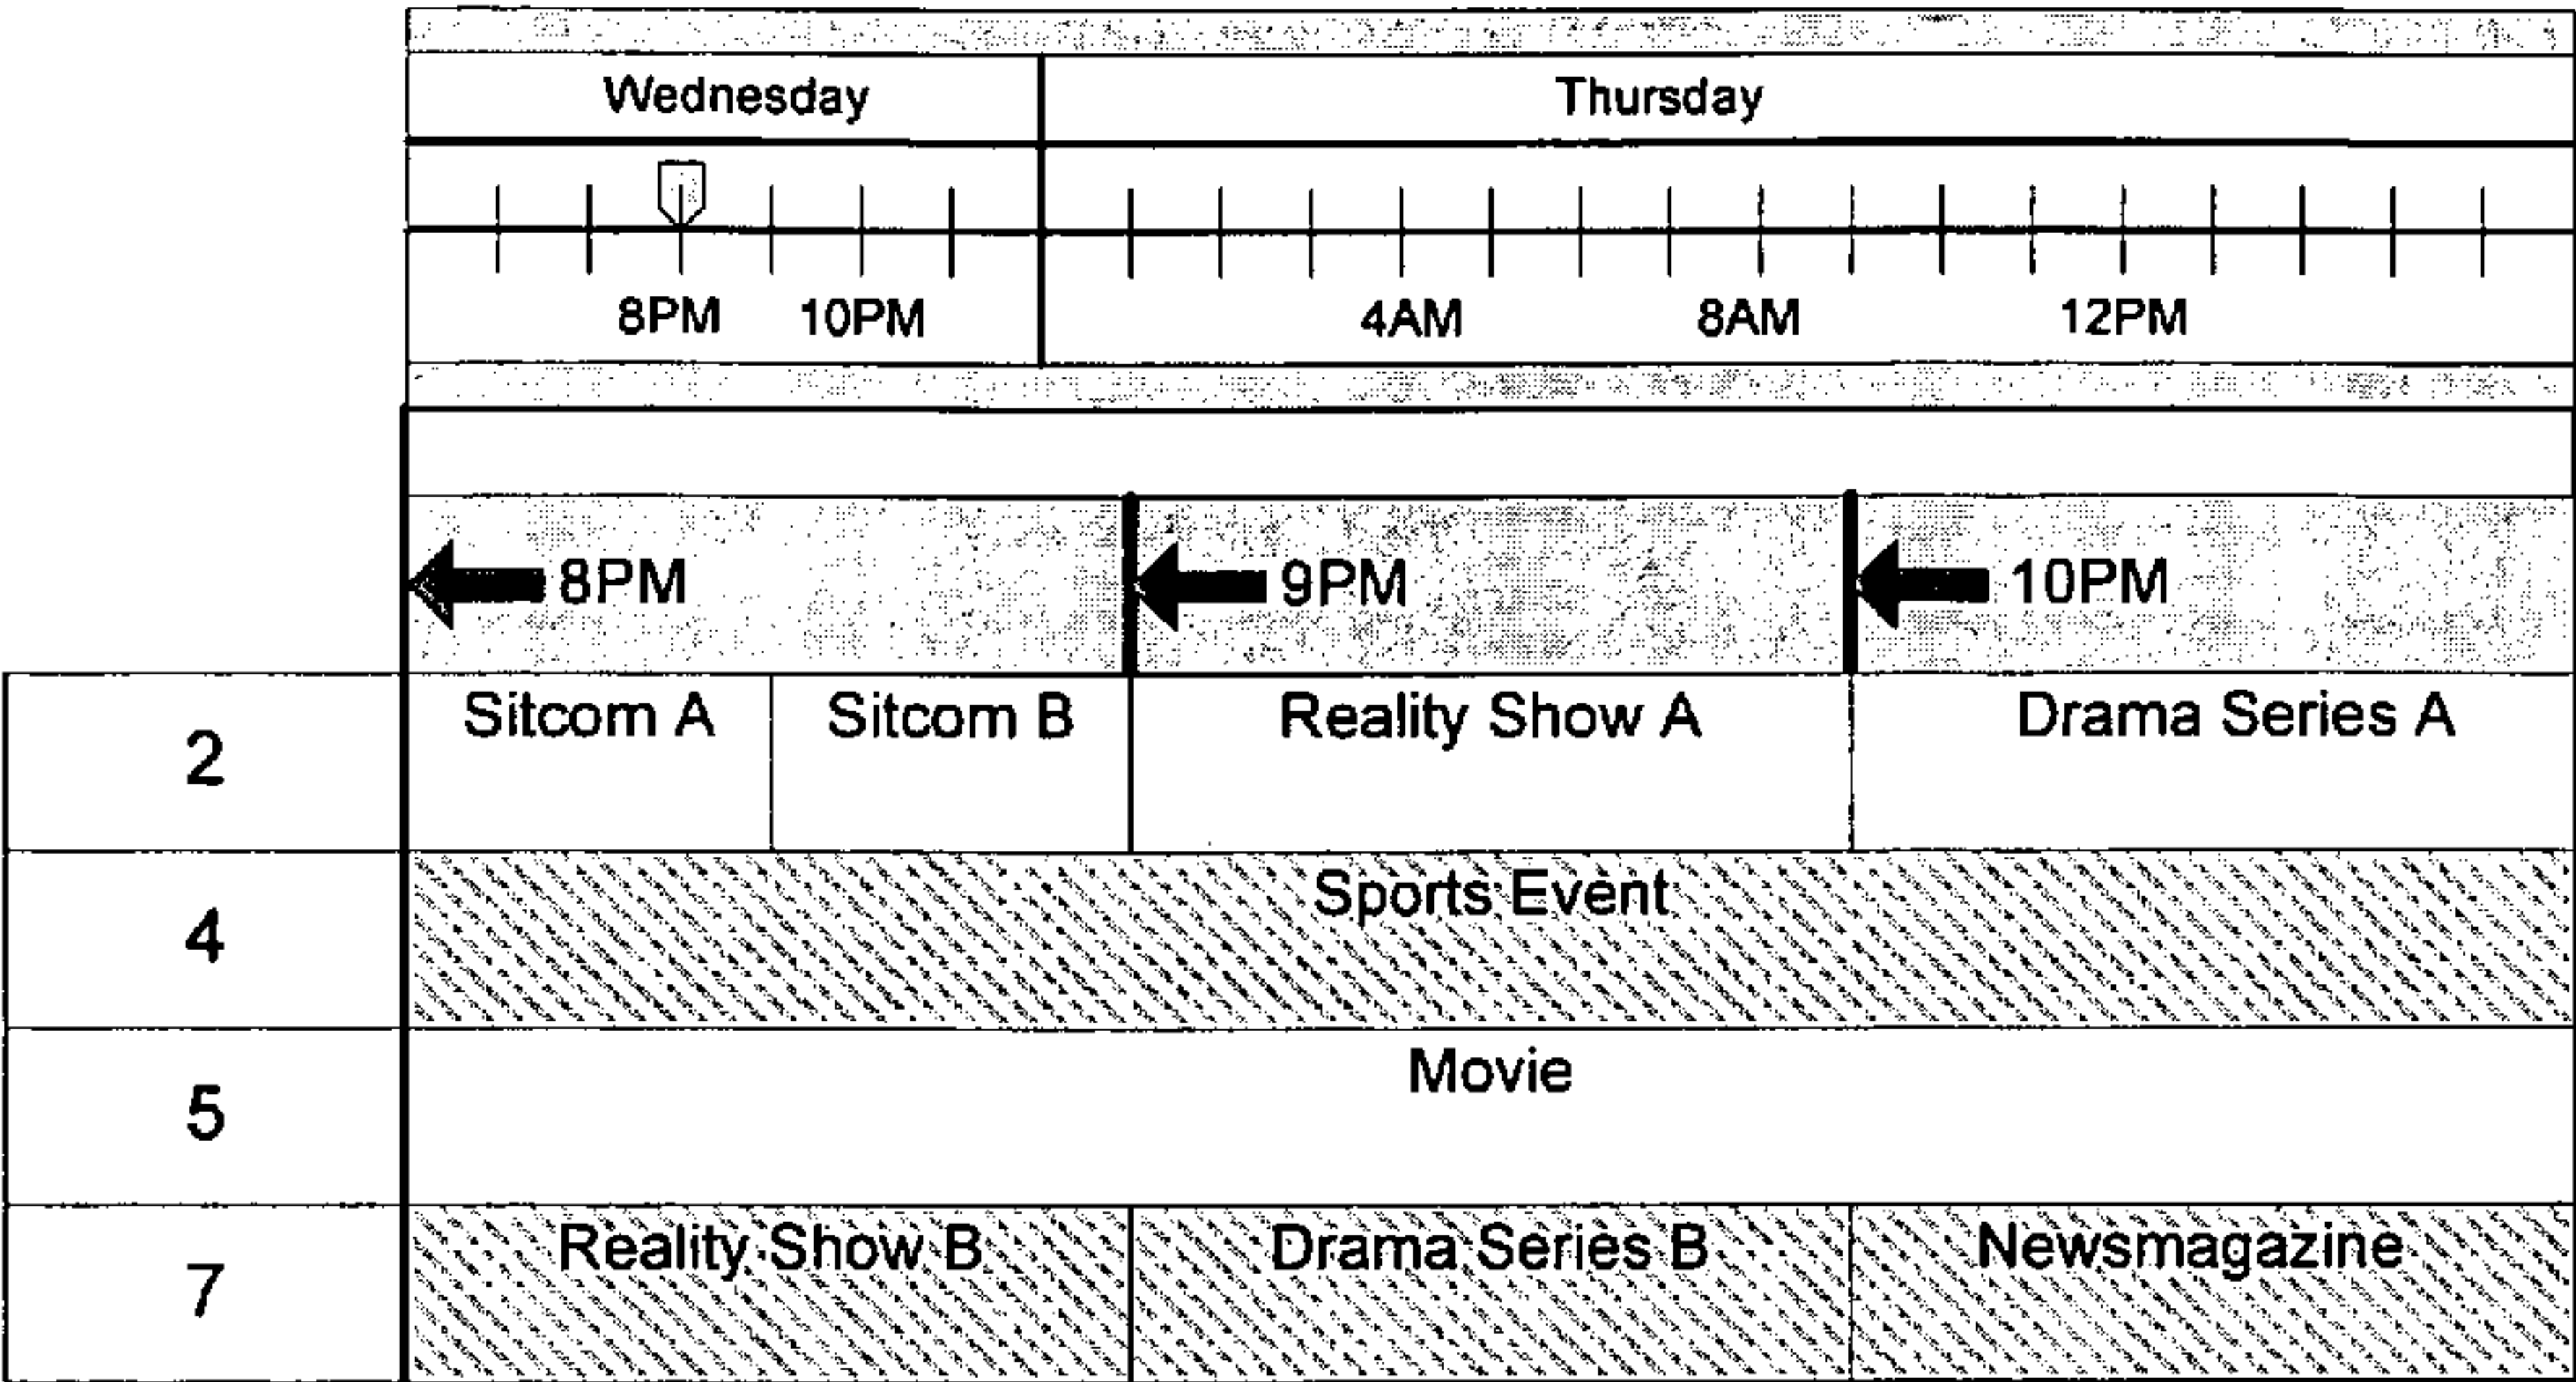 Wednesday Thursday
8PM 10PM 4AM 8AM 12PM
8PM 9PM 10PM
2 Sitcom A Sitcom B Reality Show A Drama Series A
4 Sports Event
5 Movie
7 Reality Show B Drama Series B Newsmagazine